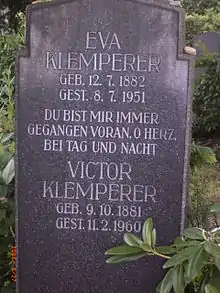 EVA
KLEMPERER
GEB. 12. 7. 1882
GEST. 8. 7. 1951
DU BIST MIR IMMER
GEGANGEN VORAN, O HERZ,
BEI TAG UND NACHT
VICTOR
KLEMPERER
GEB. 9. 10. 1881
GEST. 11. 2. 1960